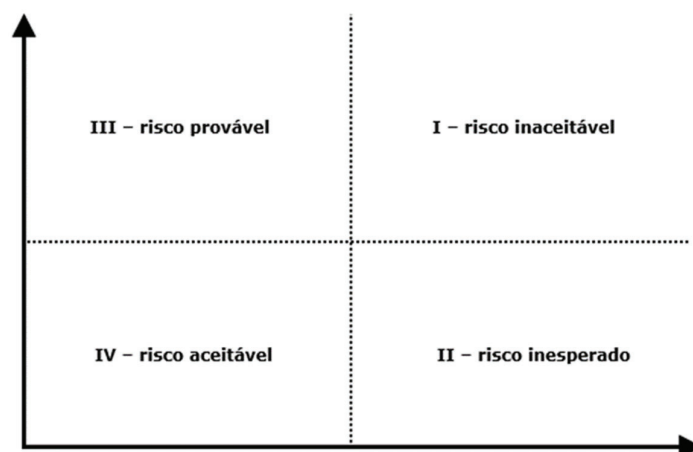 III – risco provável
I – risco inaceitável
IV – risco aceitável
II – risco inesperado